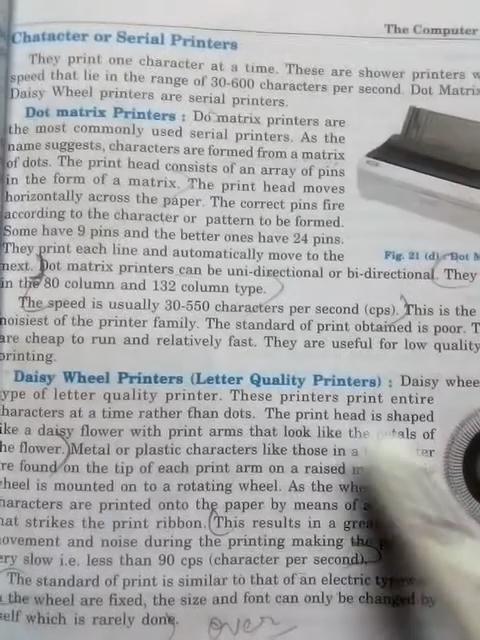 The Computer
Chatacter or Serial Printers
They print one character at a time. These are shower printers w
speed that lie in the range of 30-600 characters per second. Dot Matri
Daisy Wheel printers are serial printers.
Dot matrix Printers : Do matrix printers are
the most commonly used serial printers. As the
name suggests, characters are formed from a matrix
of dots. The print head consists of an array of pins
in the form of a matrix. The print head moves
horizontally across the paper. The correct pins fire
according to the character or pattern to be formed.
Some have 9 pins and the better ones have 24 pins.
They print each line and automatically move to the
Fig. 21 (d) : Dot M
next. Dot matrix printers can be uni-directional or bi-directional. They
in the 80 column and 132 column type.
The speed is usually 30-550 characters per second (cps). This is the
noisiest of the printer family. The standard of print obtained is poor. T
are cheap to run and relatively fast. They are useful for low quality
printing.
Daisy Wheel Printers (Letter Quality Printers) : Daisy whee
ype of letter quality printer. These printers print entire
haracters at a time rather than dots. The print head is shaped
ike a daisy flower with print arms that look like the petals of
he flower. Metal or plastic characters like those in a
re found on the tip of each print arm on a raised
heel is mounted on to a rotating wheel. As the whe
haracters are printed onto the paper by means of a
hat strikes the print ribbon. This results in a grea
ovement and noise during the printing making the
ery slow i.e. less than 90 cps (character per second).
The standard of print is similar to that of an electric
the wheel are fixed, the size and font can only be changed by
self which is rarely done.
over